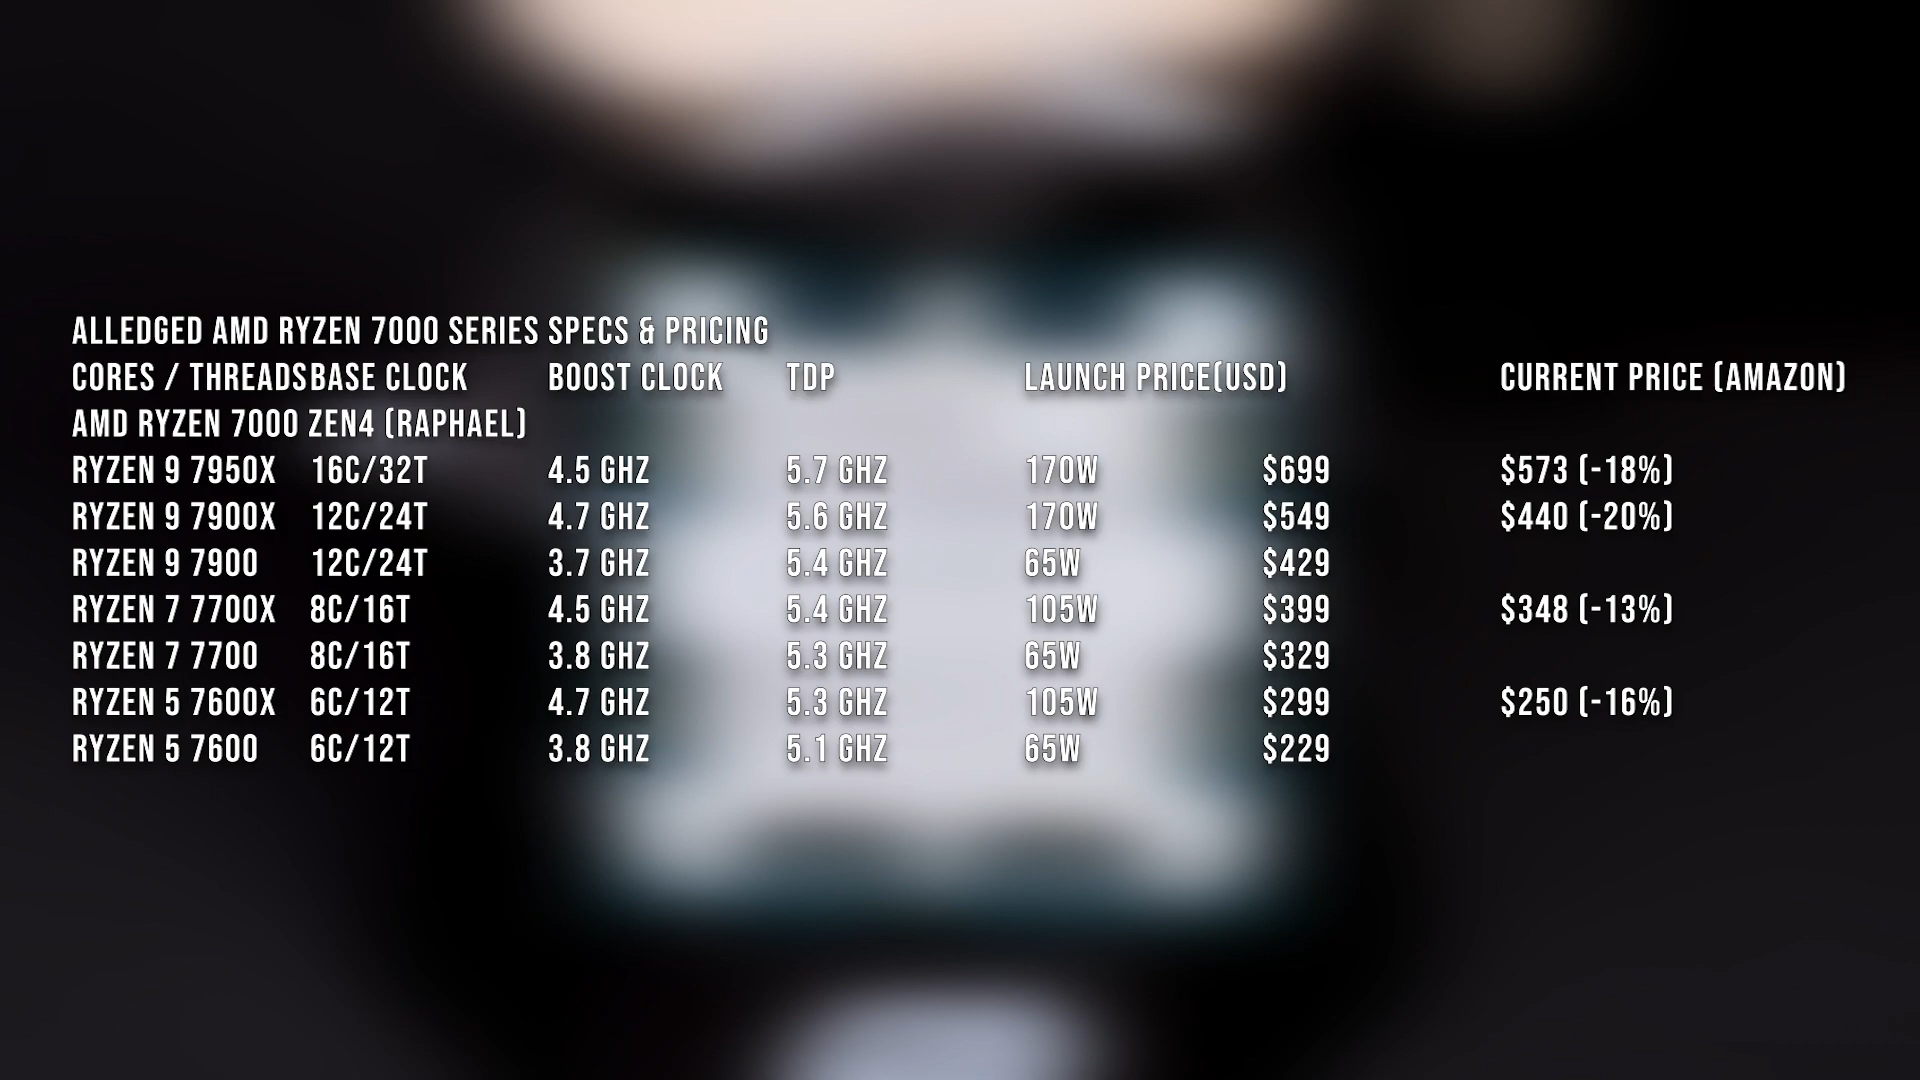 ALLEDGED AMD RYZEN 7000 SERIES SPECS & PRICING
CORES / THREADS BASE CLOCK BOOST CLOCK TDP LAUNCH PRICE(USD) CURRENT PRICE (AMAZON)
AMD RYZEN 7000 ZEN4 (RAPHAEL)
RYZEN 9 7950X 16C/32T 4.5 GHZ 5.7 GHZ 170W $699 $573 (-18%)
RYZEN 9 7900X 12C/24T 4.7 GHZ 5.6 GHZ 170W $549 $440 (-20%)
RYZEN 9 7900 12C/24T 3.7 GHZ 5.4 GHZ 65W $429
RYZEN 7 7700X 8C/16T 4.5 GHZ 5.4 GHZ 105W $399 $348 (-13%)
RYZEN 7 7700 8C/16T 3.8 GHZ 5.3 GHZ 65W $329
RYZEN 5 7600X 6C/12T 4.7 GHZ 5.3 GHZ 105W $299 $250 (-16%)
RYZEN 5 7600 6C/12T 3.8 GHZ 5.1 GHZ 65W $229